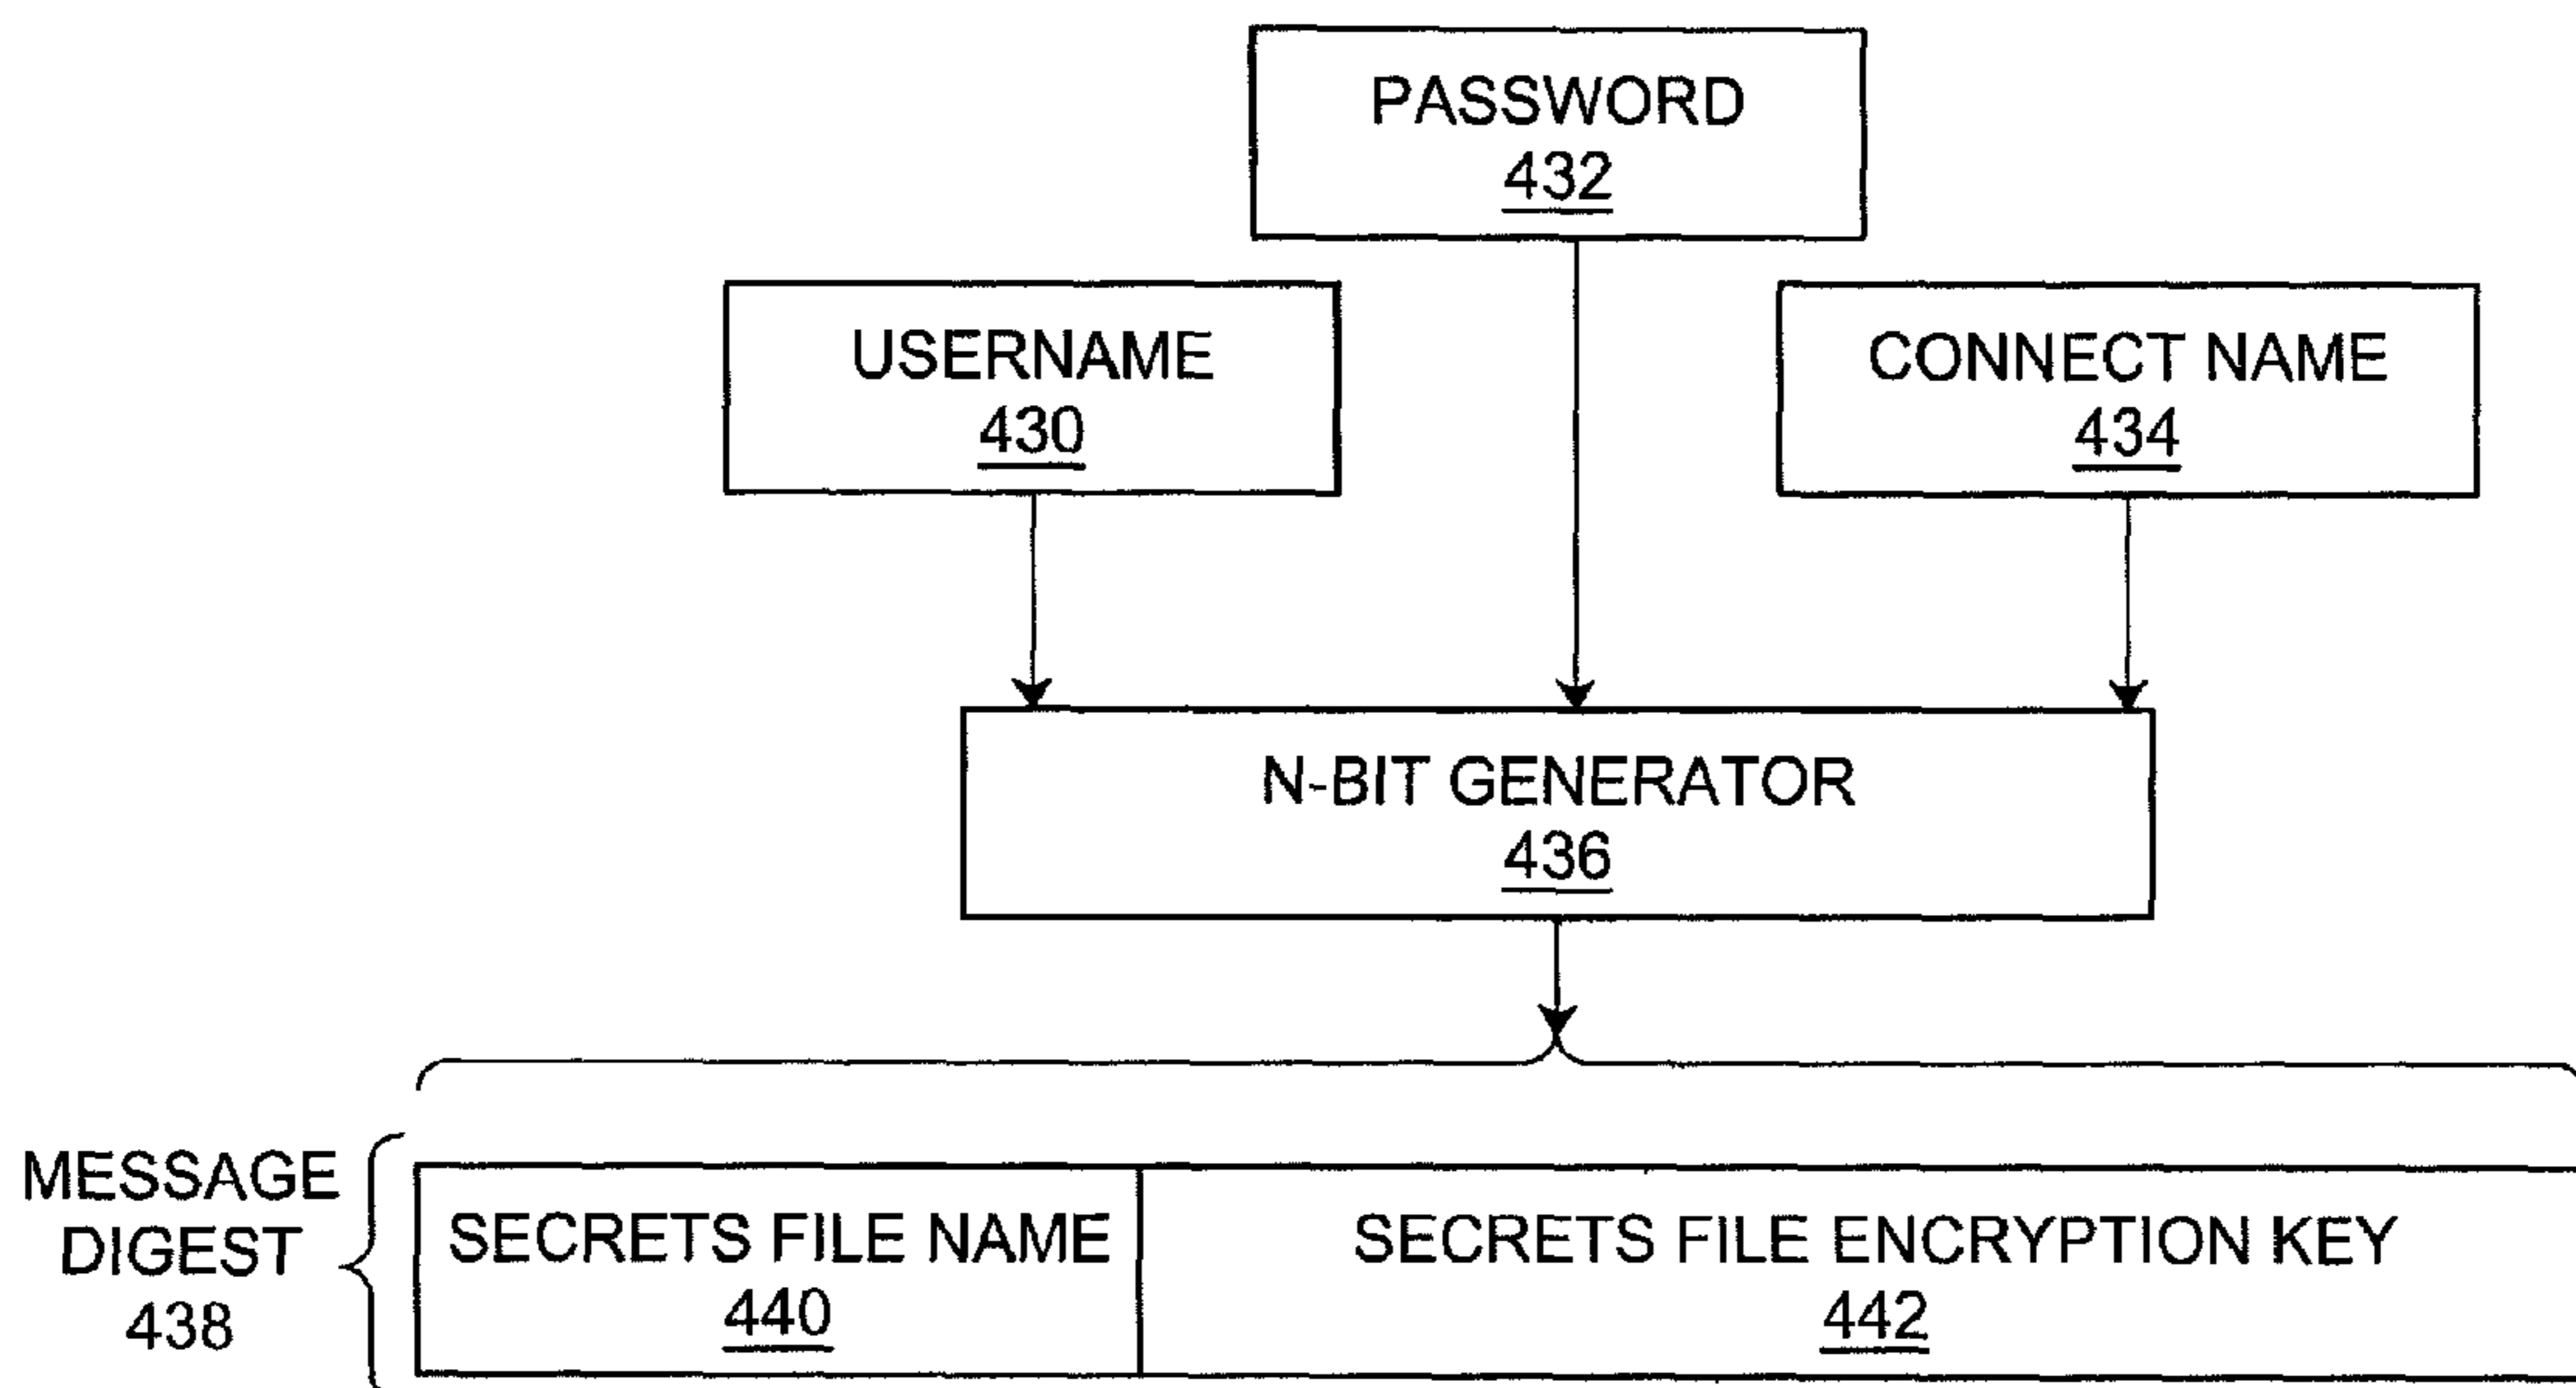 PASSWORD
432
USERNAME
430
CONNECT NAME
434
N-BIT GENERATOR
436
MESSAGE
DIGEST
438
SECRETS FILE NAME
440
SECRETS FILE ENCRYPTION KEY
442